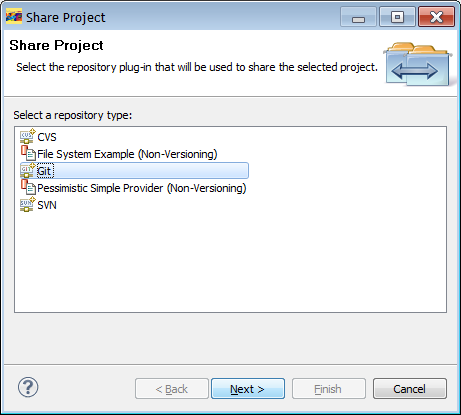 Share Project
Share Project
Select the repository plug-in that will be used to share the selected project.
Select a repository type:
CVS
File System Example (Non-Versioning)
Git
Pessimistic Simple Provider (Non-Versioning)
SVN
?
< Back
Next >
Finish
Cancel